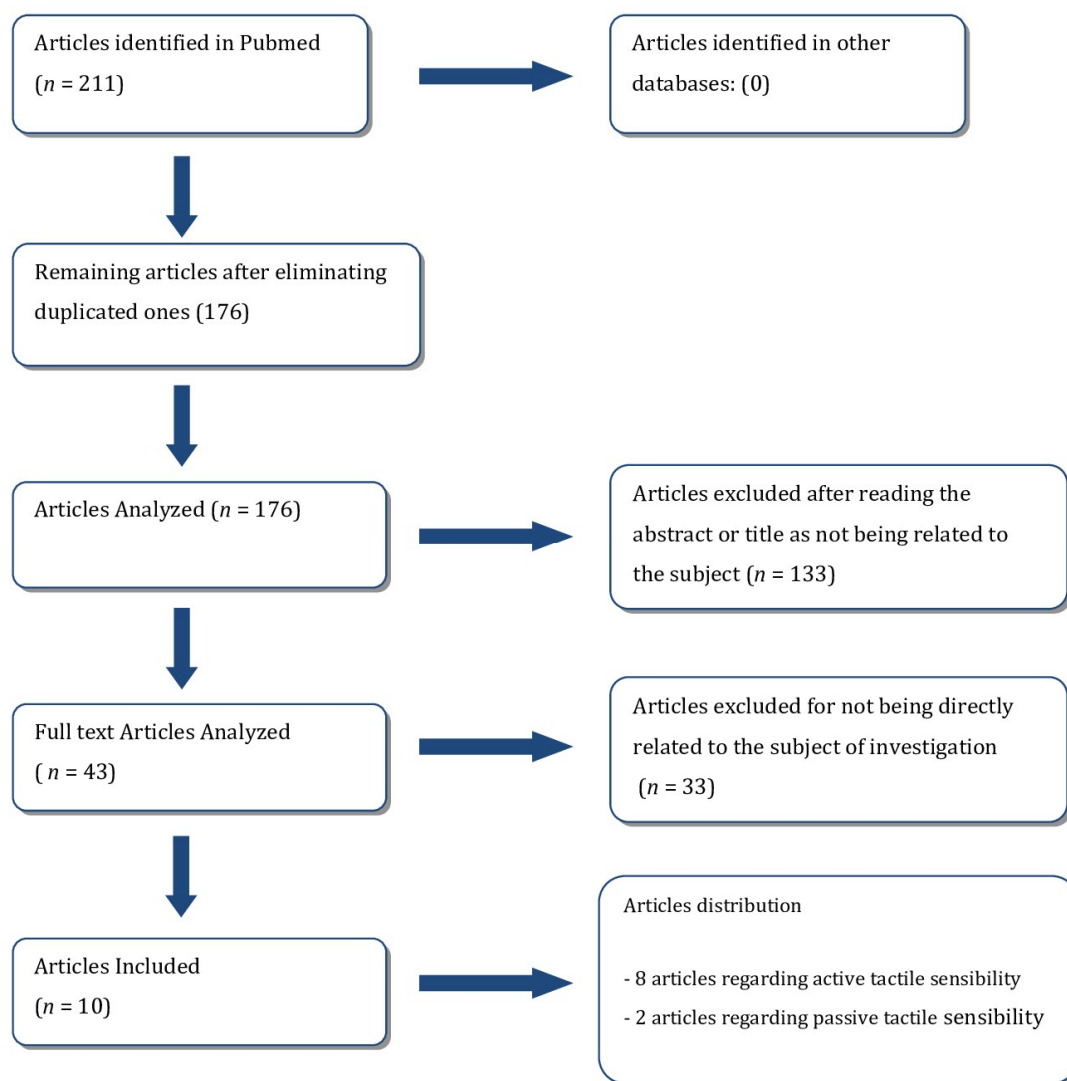 Articles identified in Pubmed
(n = 211)
Articles identified in other
databases: (0)
Remaining articles after eliminating
duplicated ones (176)
Articles Analyzed (n = 176)
Articles excluded after reading the
abstract or title as not being related to
the subject (n = 133)
Full text Articles Analyzed
( n = 43)
Articles excluded for not being directly
related to the subject of investigation
(n = 33)
Articles Included
(n = 10)
Articles distribution
- 8 articles regarding active tactile sensibility
- 2 articles regarding passive tactile sensibility